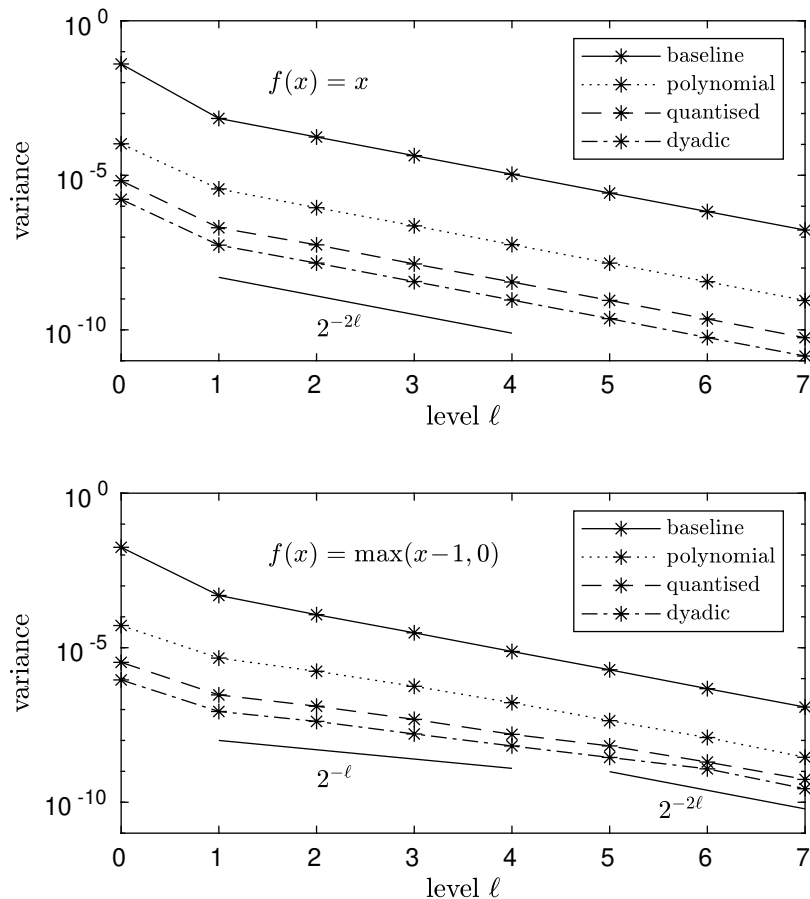 10^0
f(x) = x
baseline
polynomial
quantised
dyadic
10^-5
variance
10^-10
2^{-2ℓ}
0 1 2 3 4 5 6 7
level ℓ
10^0
f(x) = max(x−1, 0)
baseline
polynomial
quantised
dyadic
10^-5
variance
10^-10
2^{-ℓ}
2^{-2ℓ}
0 1 2 3 4 5 6 7
level ℓ